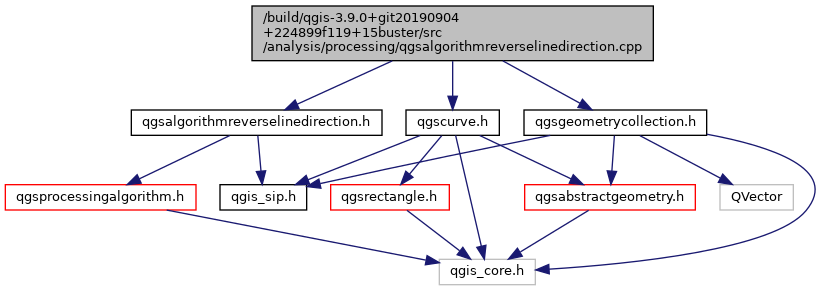 /build/qgis-3.9.0+git20190904
+224899f119+15buster/src
/analysis/processing/qgsalgorithmreverselinedirection.cpp
qgsalgorithmreverselinedirection.h
qgscurve.h
qgsgeometrycollection.h
qgsprocessingalgorithm.h
qgis_sip.h
qgsrectangle.h
qgsabstractgeometry.h
QVector
qgis_core.h